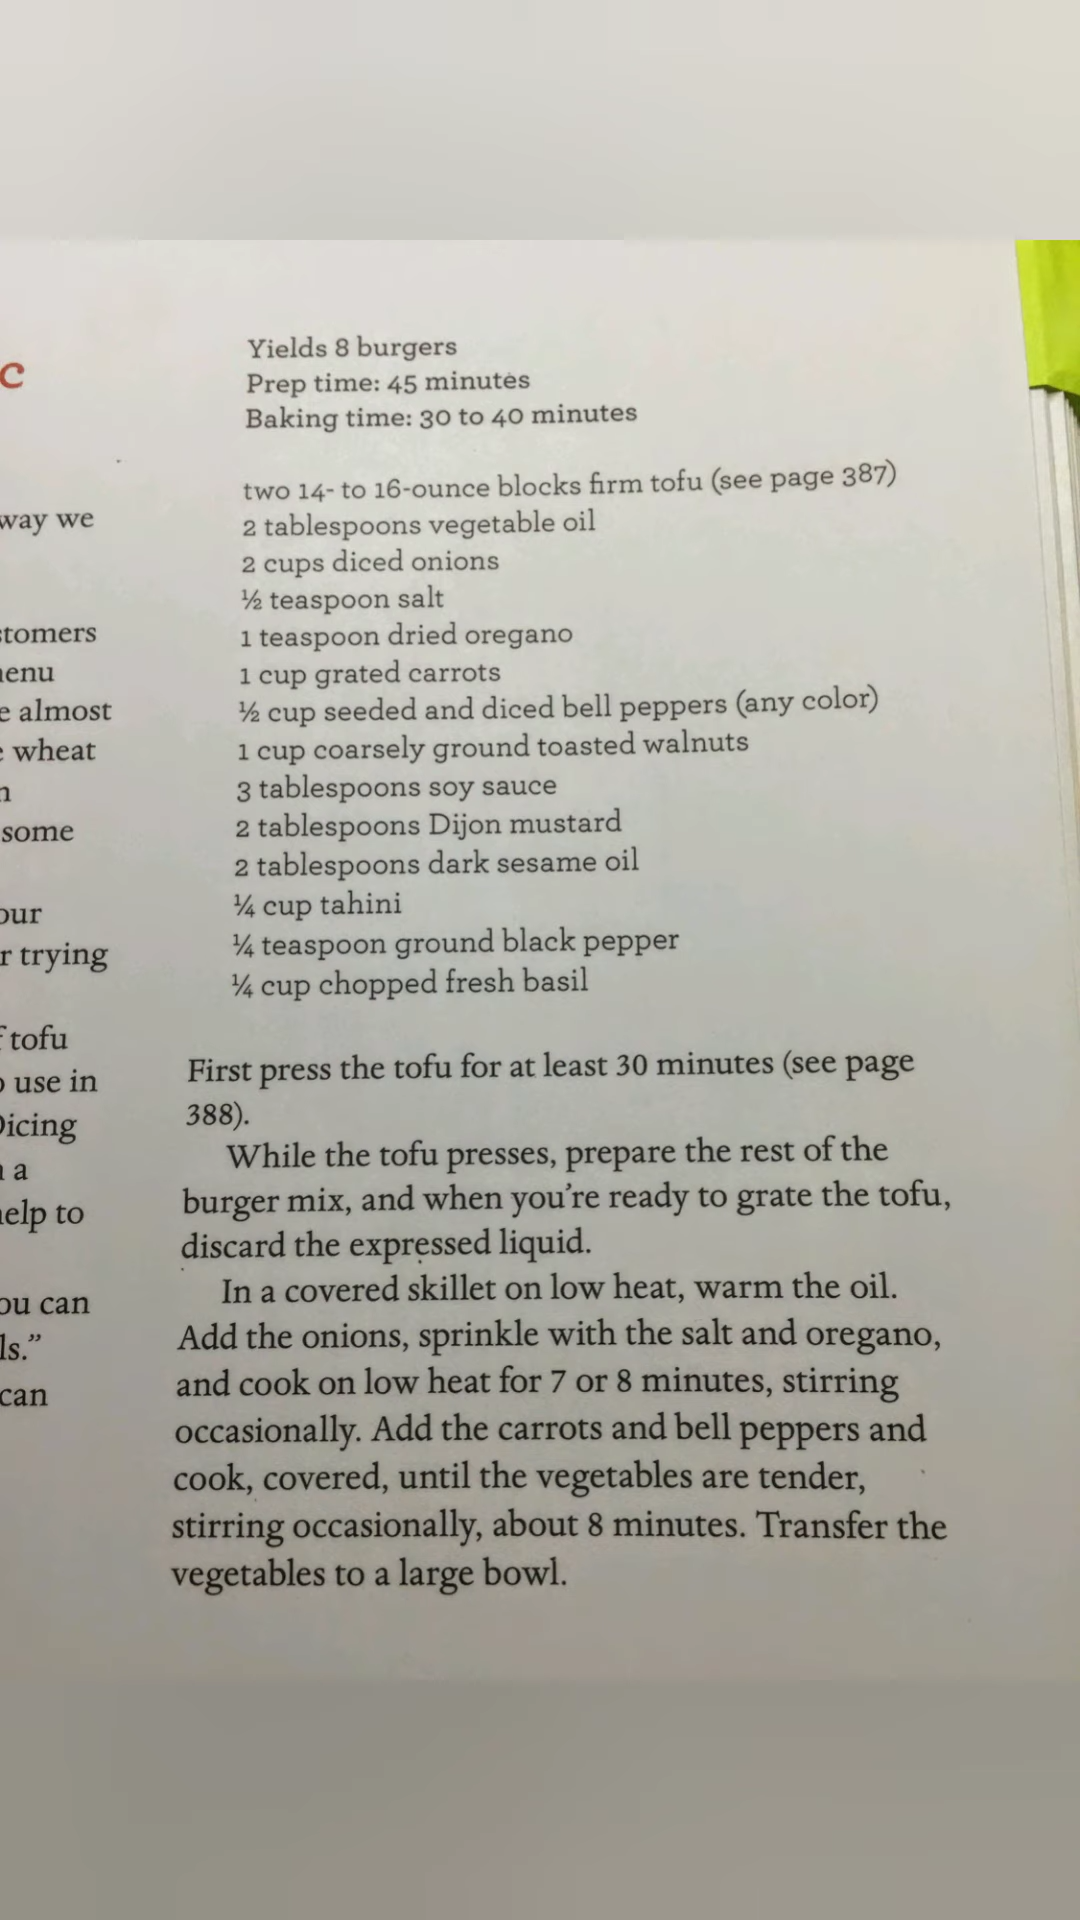 c
way we
stomers
enu
e almost
wheat
n
some
our
r trying
tofu
use in
Dicing
a
help to
ou can
ls.”
can
Yields 8 burgers
Prep time: 45 minutes
Baking time: 30 to 40 minutes
two 14- to 16-ounce blocks firm tofu (see page 387)
2 tablespoons vegetable oil
2 cups diced onions
½ teaspoon salt
1 teaspoon dried oregano
1 cup grated carrots
½ cup seeded and diced bell peppers (any color)
1 cup coarsely ground toasted walnuts
3 tablespoons soy sauce
2 tablespoons Dijon mustard
2 tablespoons dark sesame oil
¼ cup tahini
¼ teaspoon ground black pepper
¼ cup chopped fresh basil
First press the tofu for at least 30 minutes (see page
388).
While the tofu presses, prepare the rest of the
burger mix, and when you’re ready to grate the tofu,
discard the expressed liquid.
In a covered skillet on low heat, warm the oil.
Add the onions, sprinkle with the salt and oregano,
and cook on low heat for 7 or 8 minutes, stirring
occasionally. Add the carrots and bell peppers and
cook, covered, until the vegetables are tender,
stirring occasionally, about 8 minutes. Transfer the
vegetables to a large bowl.